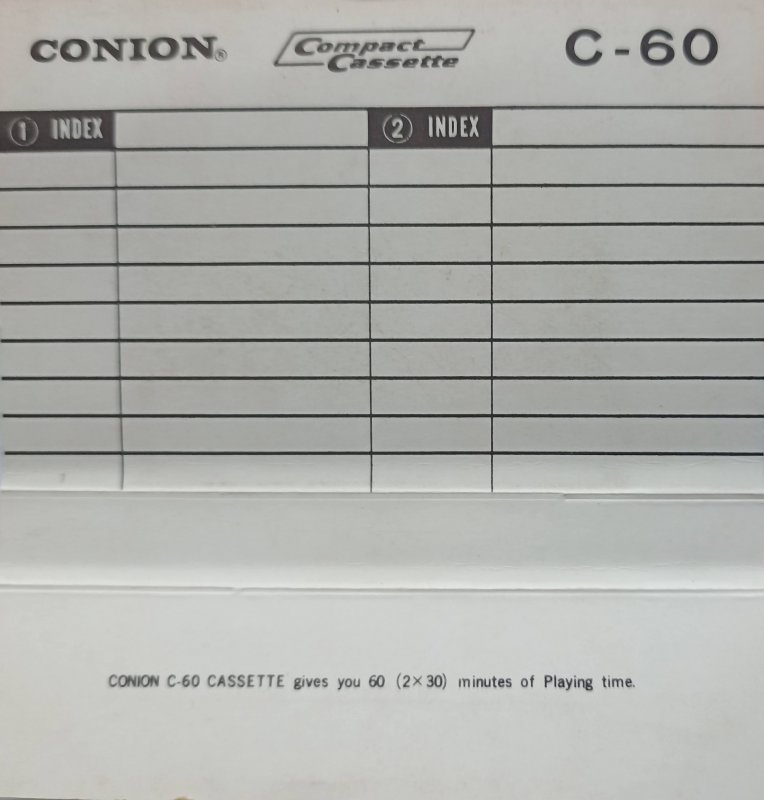 CONION® Compact Cassette C-60
① INDEX ② INDEX
CONION C-60 CASSETTE gives you 60 (2×30) minutes of Playing time.